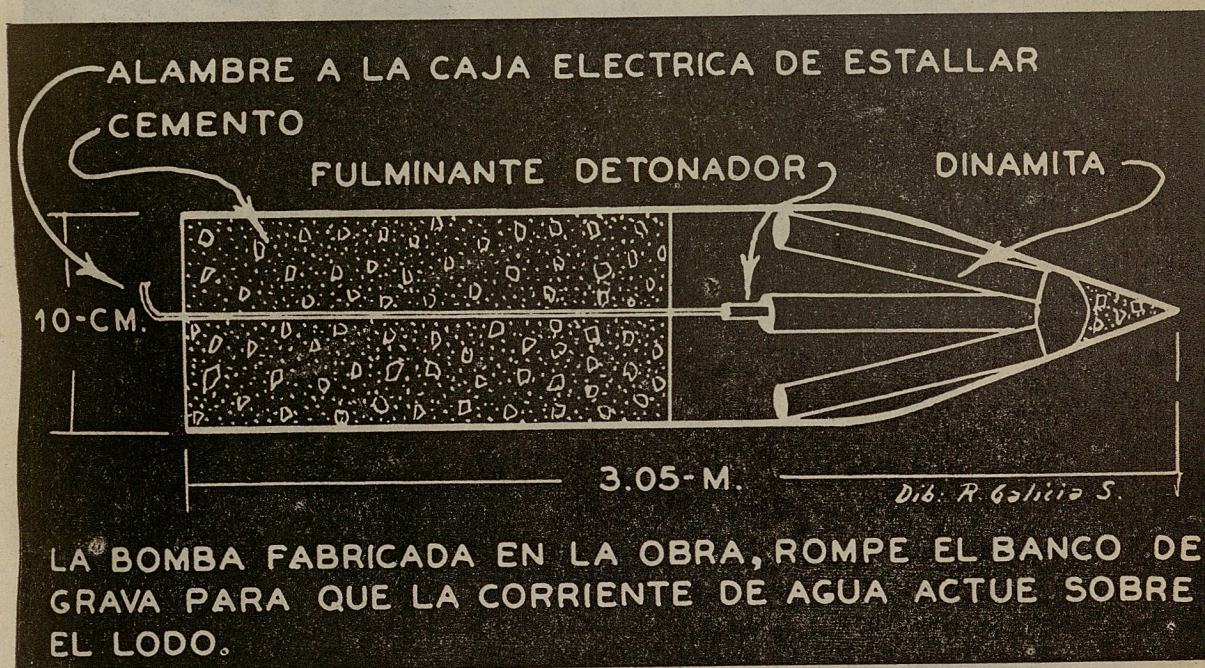 ALAMBRE A LA CAJA ELECTRICA DE ESTALLAR
CEMENTO
FULMINANTE DETONADOR
DINAMITA
10-CM.
3.05-M.
Dib: R. Galicia S.
LA BOMBA FABRICADA EN LA OBRA, ROMPE EL BANCO DE
GRAVA PARA QUE LA CORRIENTE DE AGUA ACTUE SOBRE
EL LODO.